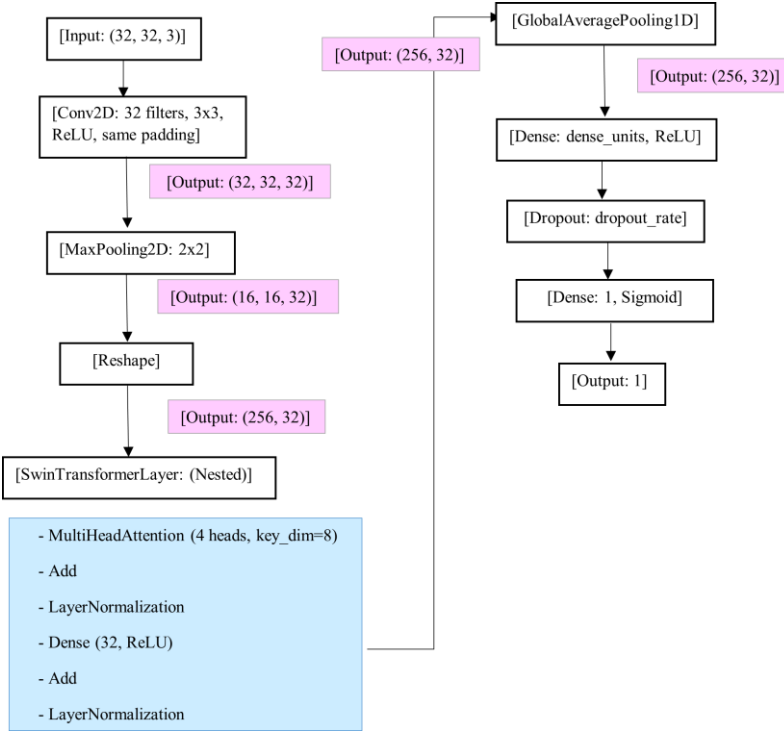 [Input: (32, 32, 3)]
[Conv2D: 32 filters, 3x3,
ReLU, same padding]
[Output: (32, 32, 32)]
[MaxPooling2D: 2x2]
[Output: (16, 16, 32)]
[Reshape]
[Output: (256, 32)]
[SwinTransformerLayer: (Nested)]
- MultiHeadAttention (4 heads, key_dim=8)
- Add
- LayerNormalization
- Dense (32, ReLU)
- Add
- LayerNormalization
[Output: (256, 32)]
[GlobalAveragePooling1D]
[Output: (256, 32)]
[Dense: dense_units, ReLU]
[Dropout: dropout_rate]
[Dense: 1, Sigmoid]
[Output: 1]